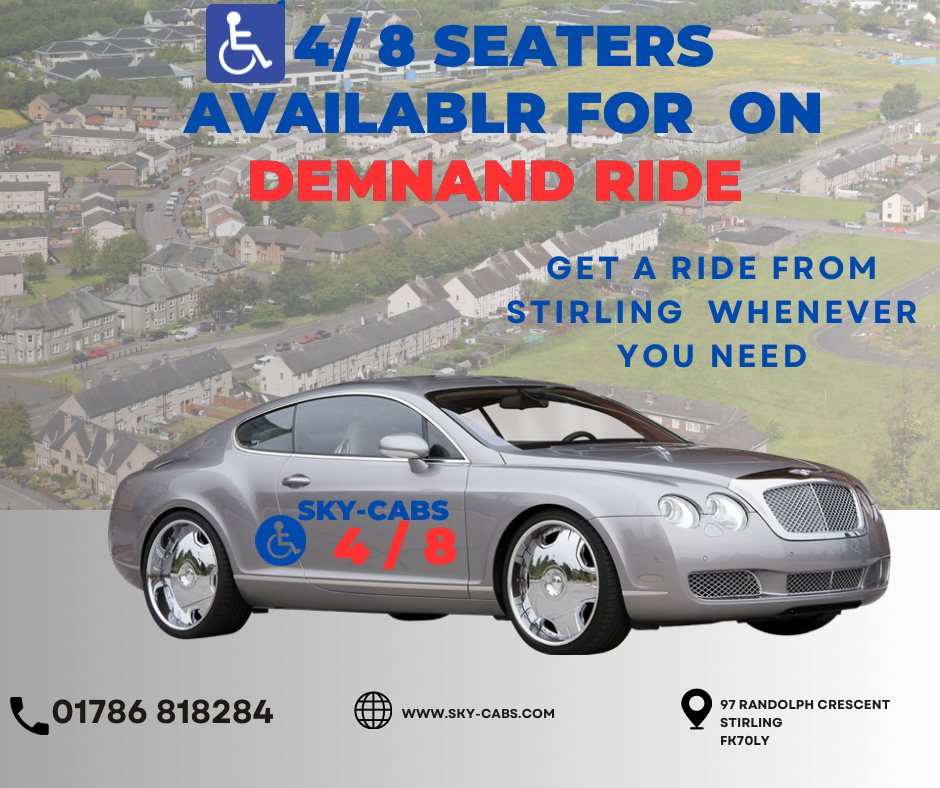 4/ 8 SEATERS
AVAILABLR FOR ON
DEMNAND RIDE
GET A RIDE FROM
STIRLING WHENEVER
YOU NEED
SKY-CABS
4 / 8
01786 818284
WWW.SKY-CABS.COM
97 RANDOLPH CRESCENT
STIRLING
FK70LY